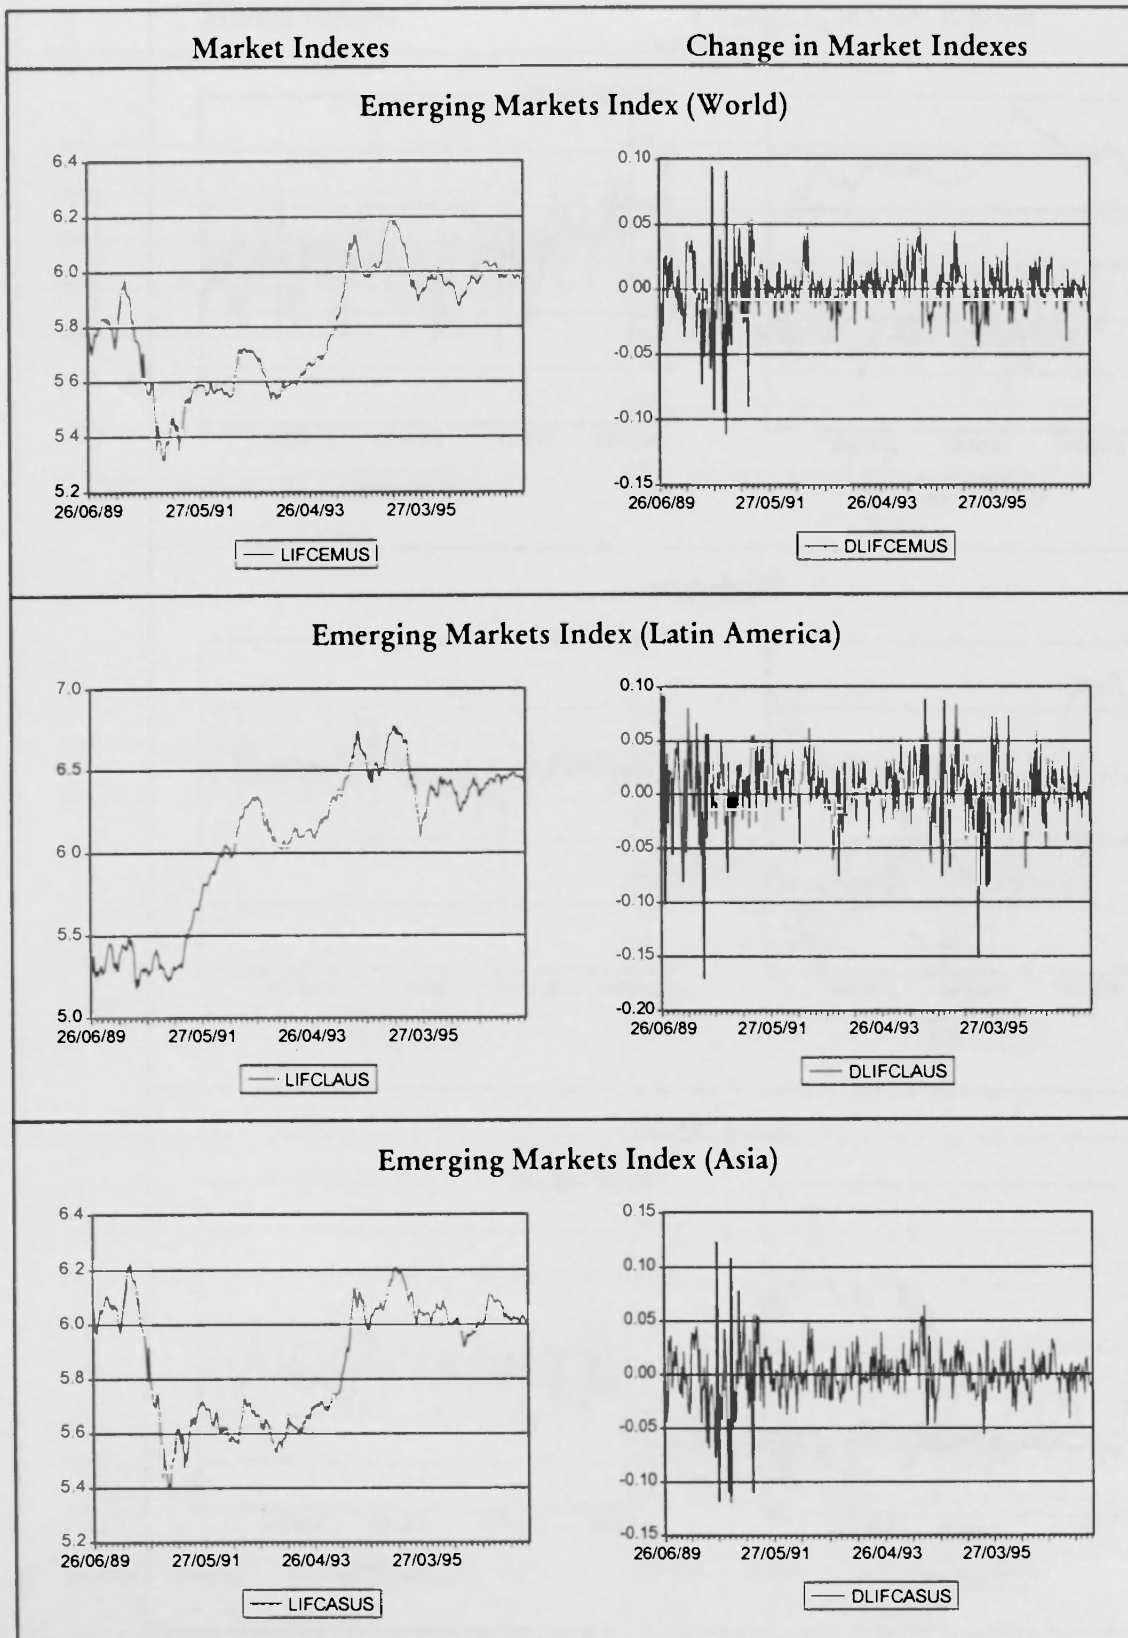 Market Indexes Change in Market Indexes
Emerging Markets Index (World)
6.4
6.2
6.0
5.8
5.6
5.4
5.2
26/06/89 27/05/91 26/04/93 27/03/95
LIFCEMUS
0.10
0.05
0.00
-0.05
-0.10
-0.15
26/06/89 27/05/91 26/04/93 27/03/95
DLIFCEMUS
Emerging Markets Index (Latin America)
7.0
6.5
6.0
5.5
5.0
26/06/89 27/05/91 26/04/93 27/03/95
LIFCLAUS
0.10
0.05
0.00
-0.05
-0.10
-0.15
-0.20
26/06/89 27/05/91 26/04/93 27/03/95
DLIFCLAUS
Emerging Markets Index (Asia)
6.4
6.2
6.0
5.8
5.6
5.4
5.2
26/06/89 27/05/91 26/04/93 27/03/95
LIFCASUS
0.15
0.10
0.05
0.00
-0.05
-0.10
-0.15
26/06/89 27/05/91 26/04/93 27/03/95
DLIFCASUS